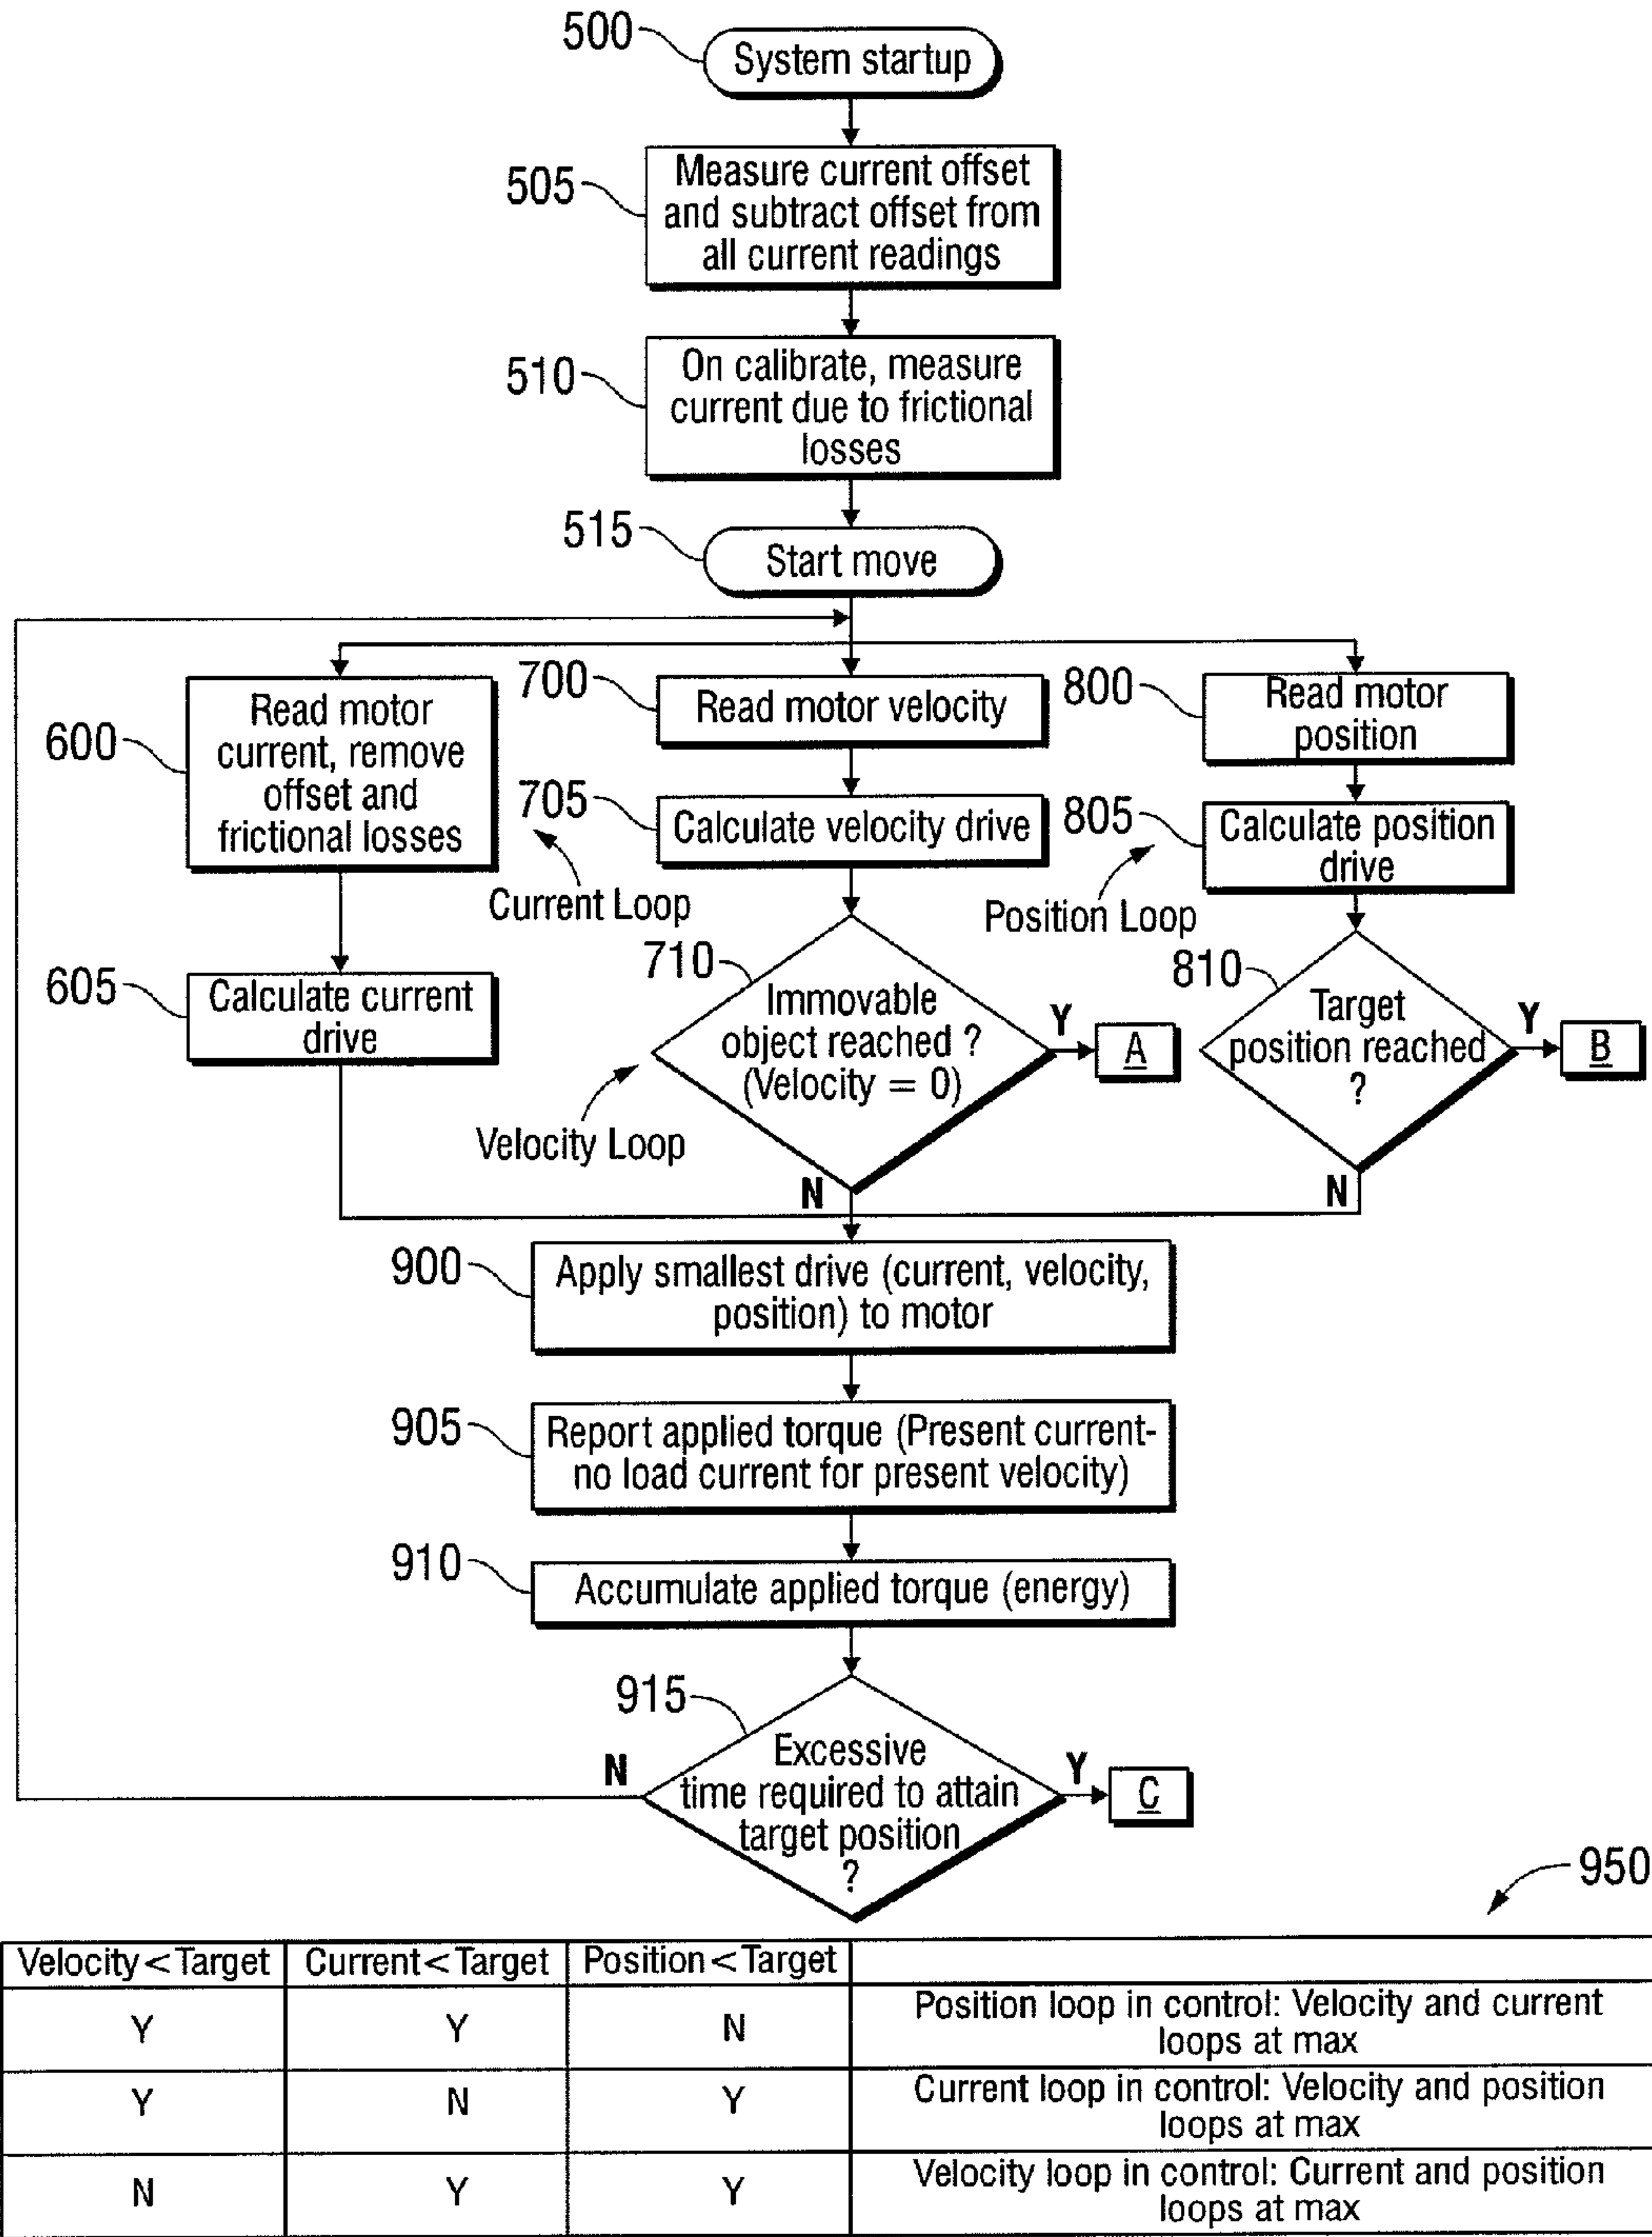 500
System startup
505
Measure current offset
and subtract offset from
all current readings
510
On calibrate, measure
current due to frictional
losses
515
Start move
600
Read motor
current, remove
offset and
frictional losses
605
Calculate current
drive
700
Read motor velocity
705
Calculate velocity drive
Current Loop
710
Immovable
object reached ?
(Velocity = 0)
Y
A
Velocity Loop
N
800
Read motor
position
805
Calculate position
drive
Position Loop
810
Target
position reached
?
Y
B
N
900
Apply smallest drive (current, velocity,
position) to motor
905
Report applied torque (Present current-
no load current for present velocity)
910
Accumulate applied torque (energy)
915
Excessive
time required to attain
target position
?
N
Y
C
950
Velocity < Target Current < Target Position < Target
Y Y N Position loop in control: Velocity and current
loops at max
Y N Y Current loop in control: Velocity and position
loops at max
N Y Y Velocity loop in control: Current and position
loops at max